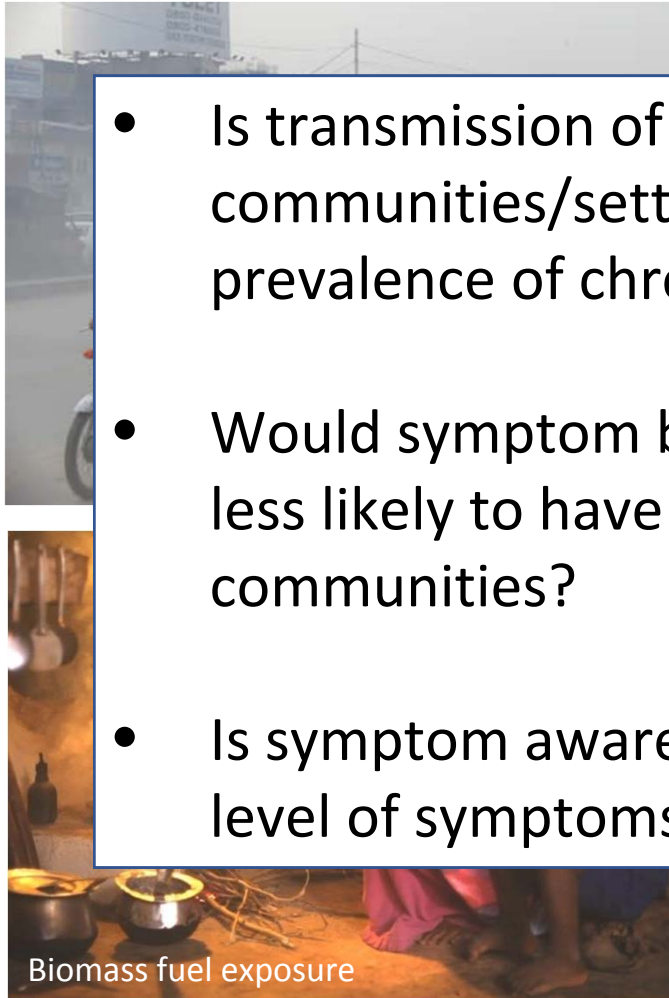 • Is transmission of
communities/sett
prevalence of chr
• Would symptom
less likely to have
communities?
• Is symptom aware
level of symptoms
Biomass fuel exposure